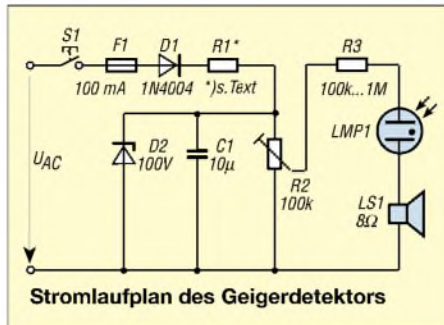 S1
F1
100 mA
D1
1N4004
R1*
*)s.Text
R3
100k...1M
LMP1
UAC
D2
100V
C1
10µ
R2
100k
LS1
8Ω
Stromlaufplan des Geigerdetektors